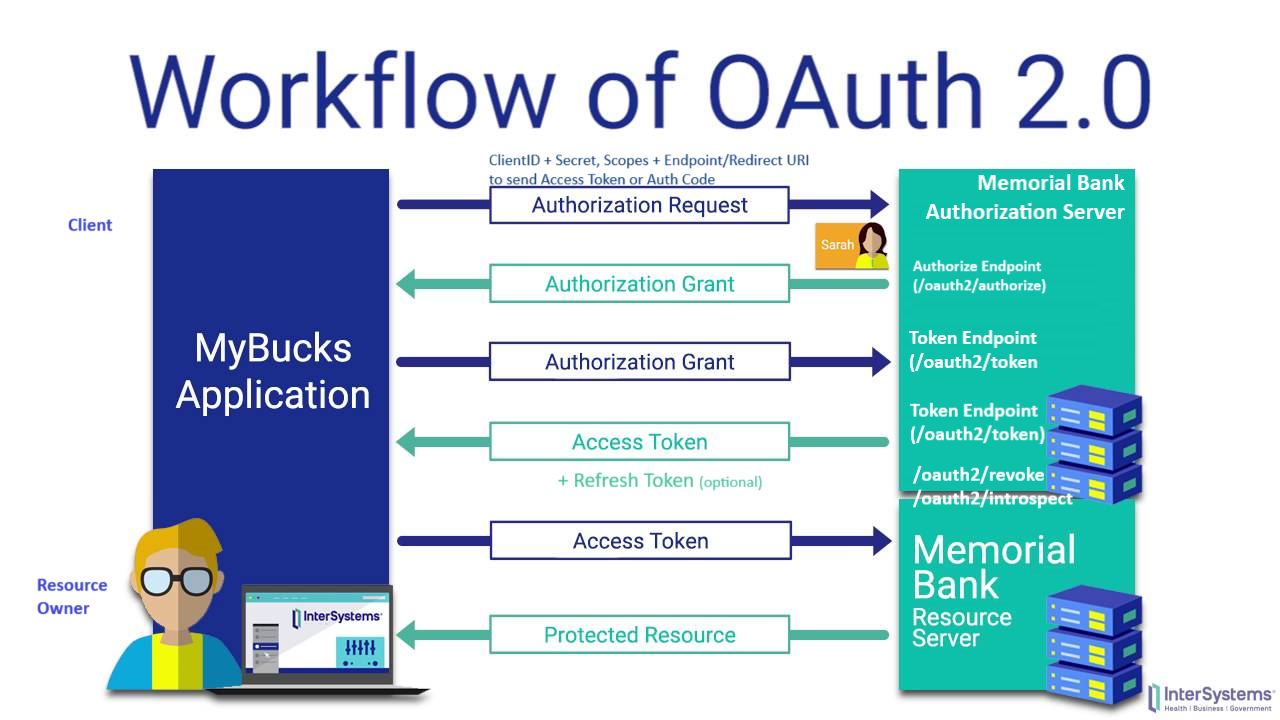 Workflow of OAuth 2.0
ClientID + Secret, Scopes + Endpoint/Redirect URI
to send Access Token or Auth Code
Authorization Request
Memorial Bank
Authorization Server
Client
Sarah
Authorization Grant
Authorize Endpoint
(/oauth2/authorize)
MyBucks
Application
Authorization Grant
Token Endpoint
(/oauth2/token
Access Token
+ Refresh Token (optional)
Token Endpoint
(/oauth2/token)
/oauth2/revoke
/oauth2/introspect
Access Token
Memorial
Bank
Resource
Server
Resource
Owner
InterSystems
Protected Resource
InterSystems
Health | Business | Government